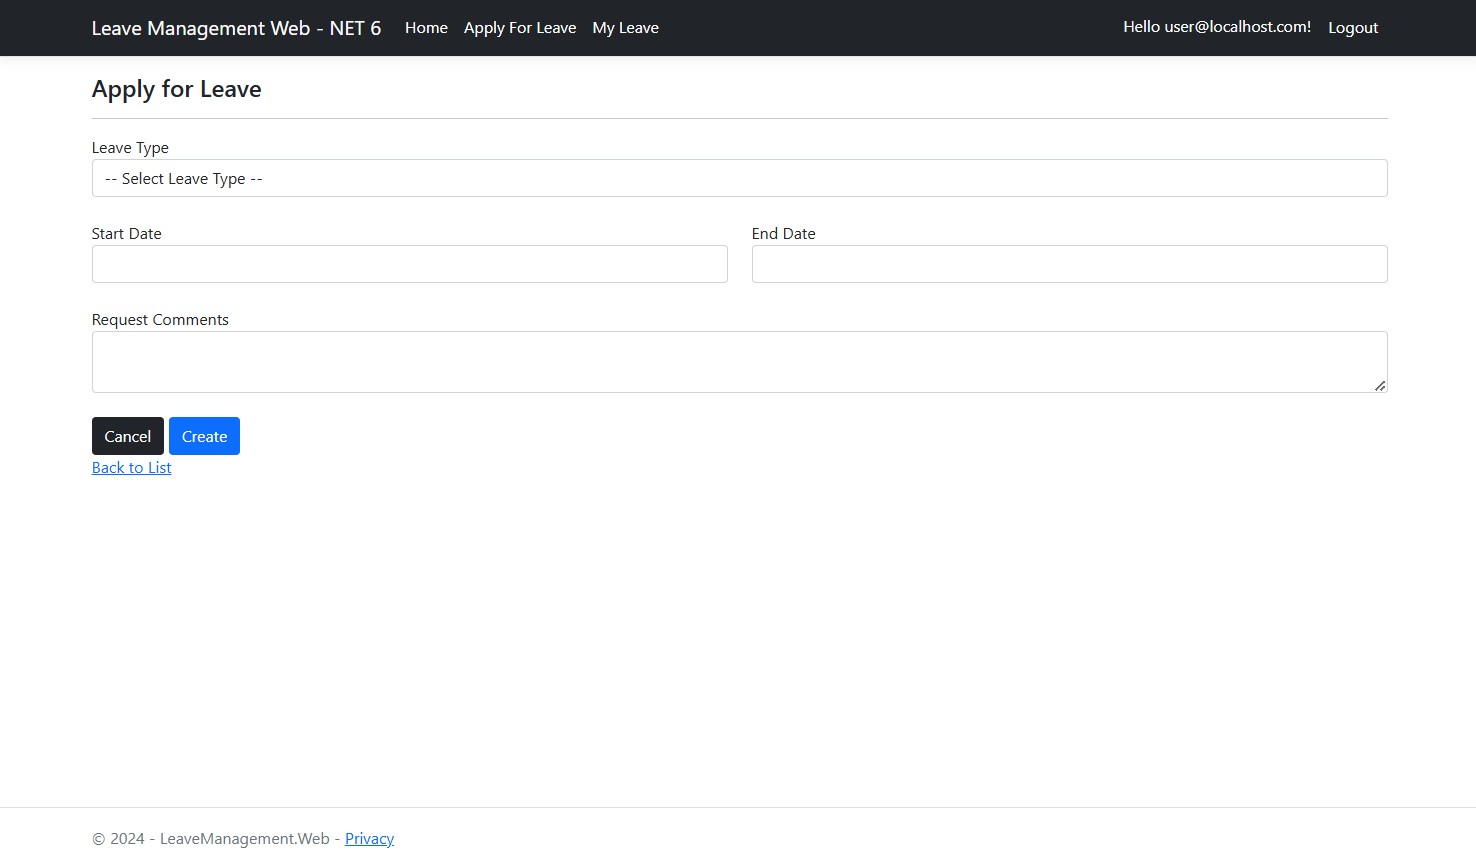 Leave Management Web - NET 6 Home Apply For Leave My Leave Hello user@localhost.com! Logout
Apply for Leave
Leave Type
-- Select Leave Type --
Start Date End Date
Request Comments
Cancel Create
Back to List
© 2024 - LeaveManagement.Web - Privacy